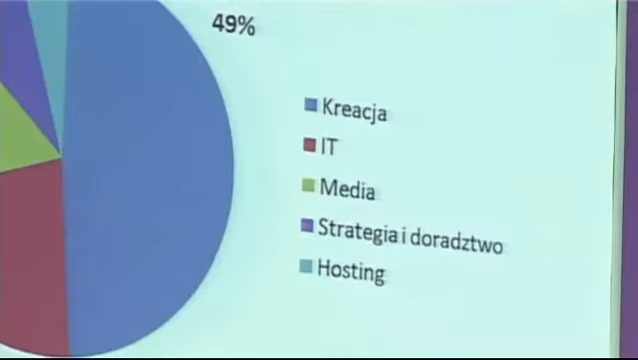 49%
Kreacja
IT
Media
Strategia i doradztwo
Hosting